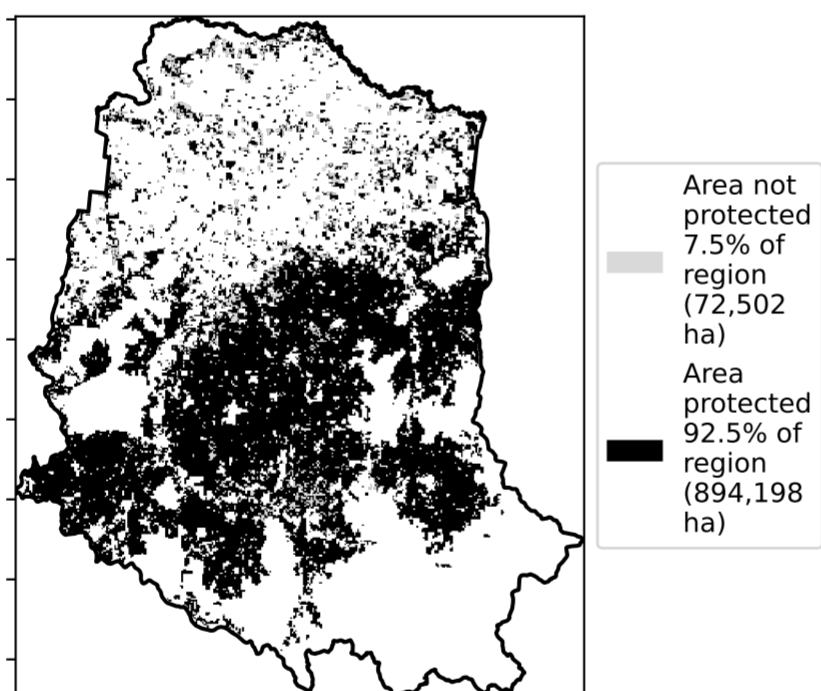 Area not
protected
7.5% of
region
(72,502
ha)
Area
protected
92.5% of
region
(894,198
ha)